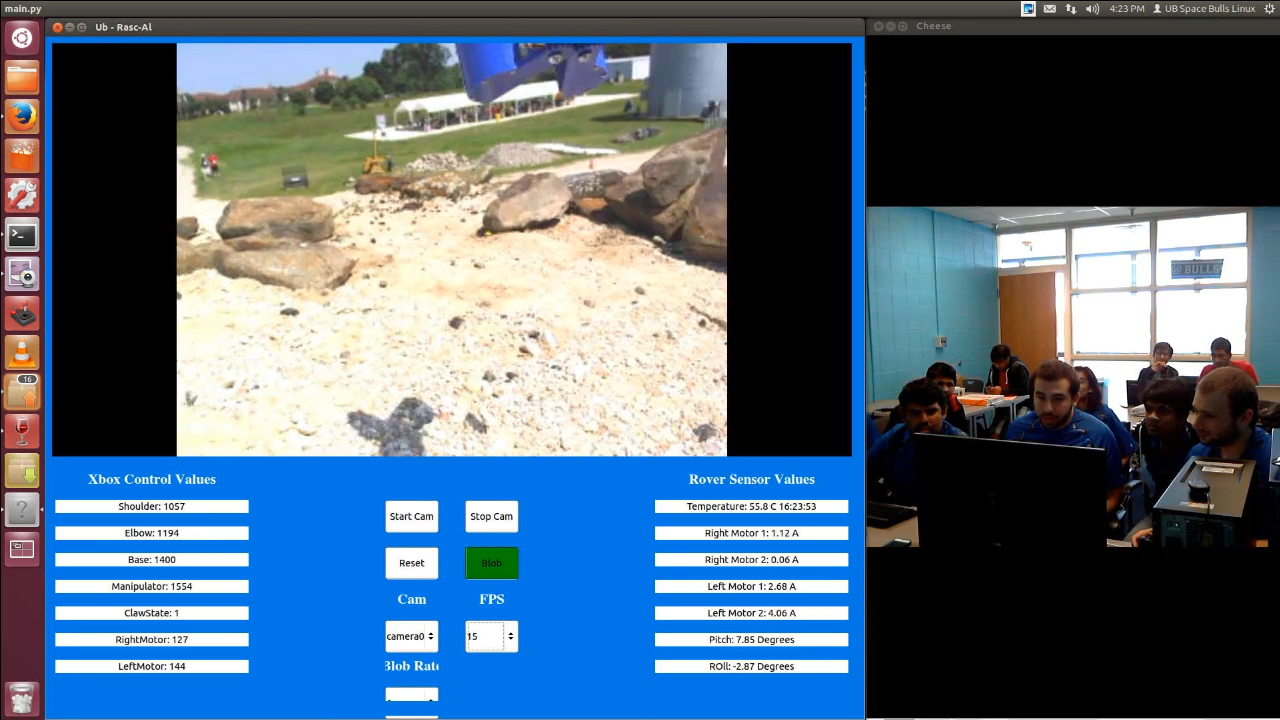 main.py
4:23 PM
UB Space Bulls Linux
Ub - Rasc-Al
Cheese
16
BULLS
Xbox Control Values
Shoulder: 1057
Elbow: 1194
Base: 1400
Manipulator: 1554
ClawState: 1
RightMotor: 127
LeftMotor: 144
Start Cam
Stop Cam
Reset
Blob
Cam
FPS
camera0
15
Blob Rate
Rover Sensor Values
Temperature: 55.8 C 16:23:53
Right Motor 1: 1.12 A
Right Motor 2: 0.06 A
Left Motor 1: 2.68 A
Left Motor 2: 4.06 A
Pitch: 7.85 Degrees
ROll: -2.87 Degrees